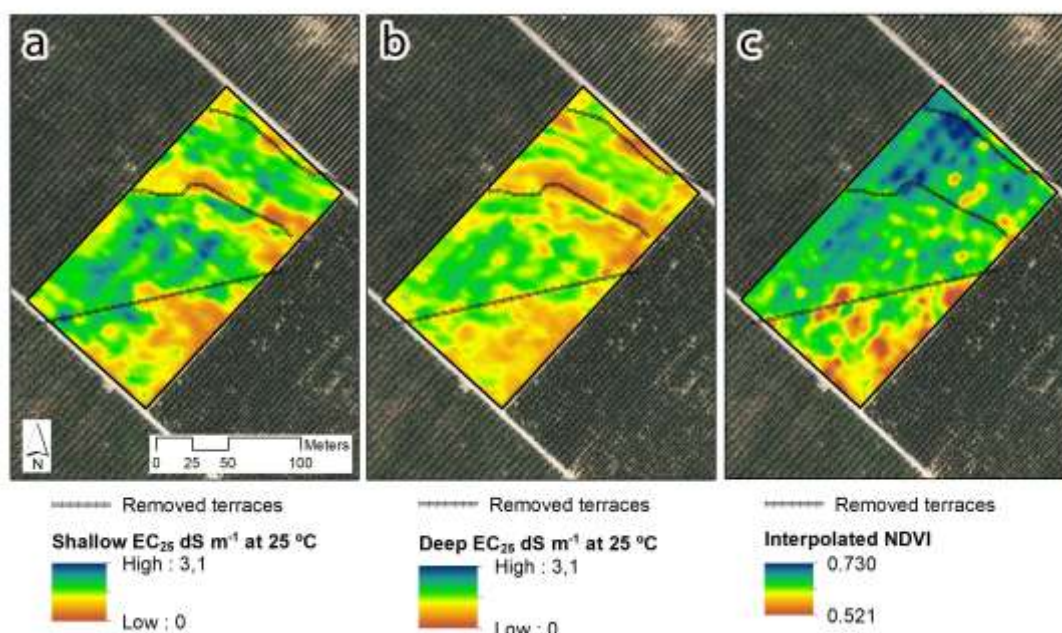 a
b
c
N
Meters
0 25 50 100
Removed terraces
Shallow EC25 dS m-1 at 25 ºC
High : 3,1
Low : 0
Removed terraces
Deep EC25 dS m-1 at 25 ºC
High : 3,1
Low : 0
Removed terraces
Interpolated NDVI
0.730
0.521